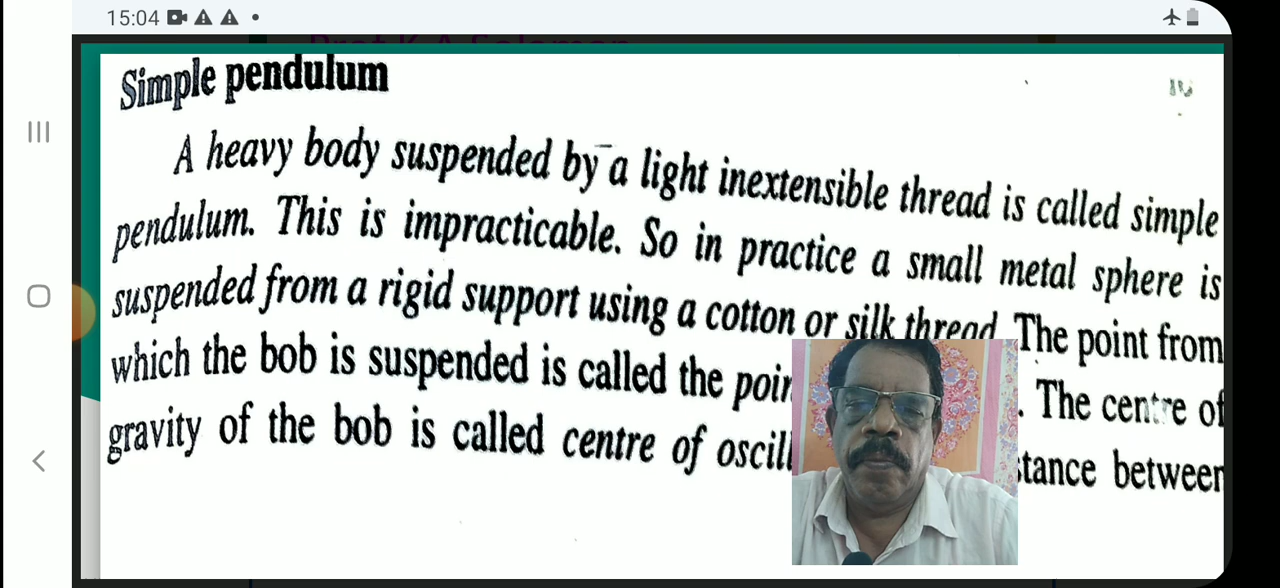 15:04
Simple pendulum
A heavy body suspended by a light inextensible thread is called simple
pendulum. This is impracticable. So in practice a small metal sphere is
suspended from a rigid support using a cotton or silk thread. The point from
which the bob is suspended is called the . The centre of
gravity of the bob is called centre of between